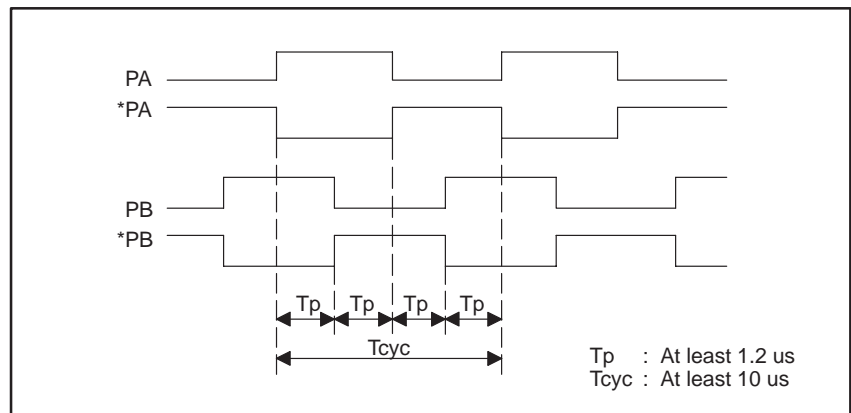 PA
*PA
PB
*PB
Tp Tp Tp Tp
Tcyc
Tp : At least 1.2 us
Tcyc : At least 10 us